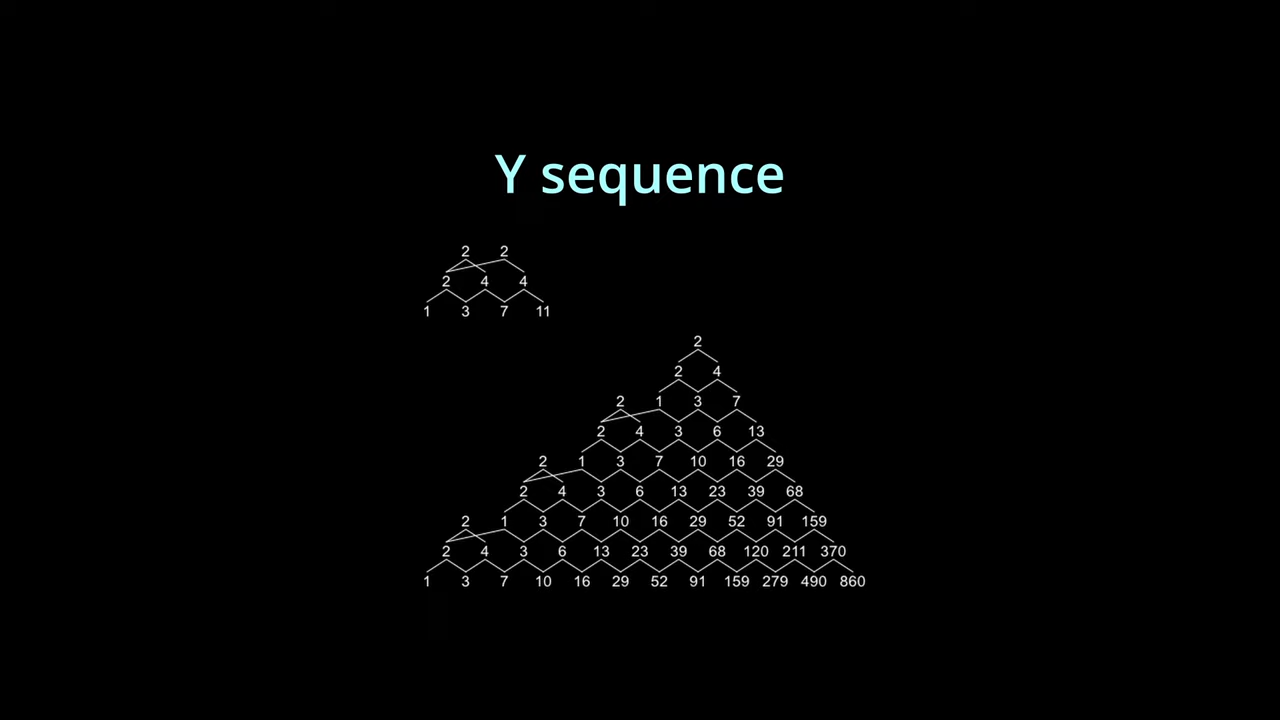 Y sequence
2 2
2 4 4
1 3 7 11
2
2 4
2 1 3 7
2 4 3 6 13
2 1 3 7 10 16 29
2 4 3 6 13 23 39 68
2 1 3 7 10 16 29 52 91 159
2 4 3 6 13 23 39 68 120 211 370
1 3 7 10 16 29 52 91 159 279 490 860